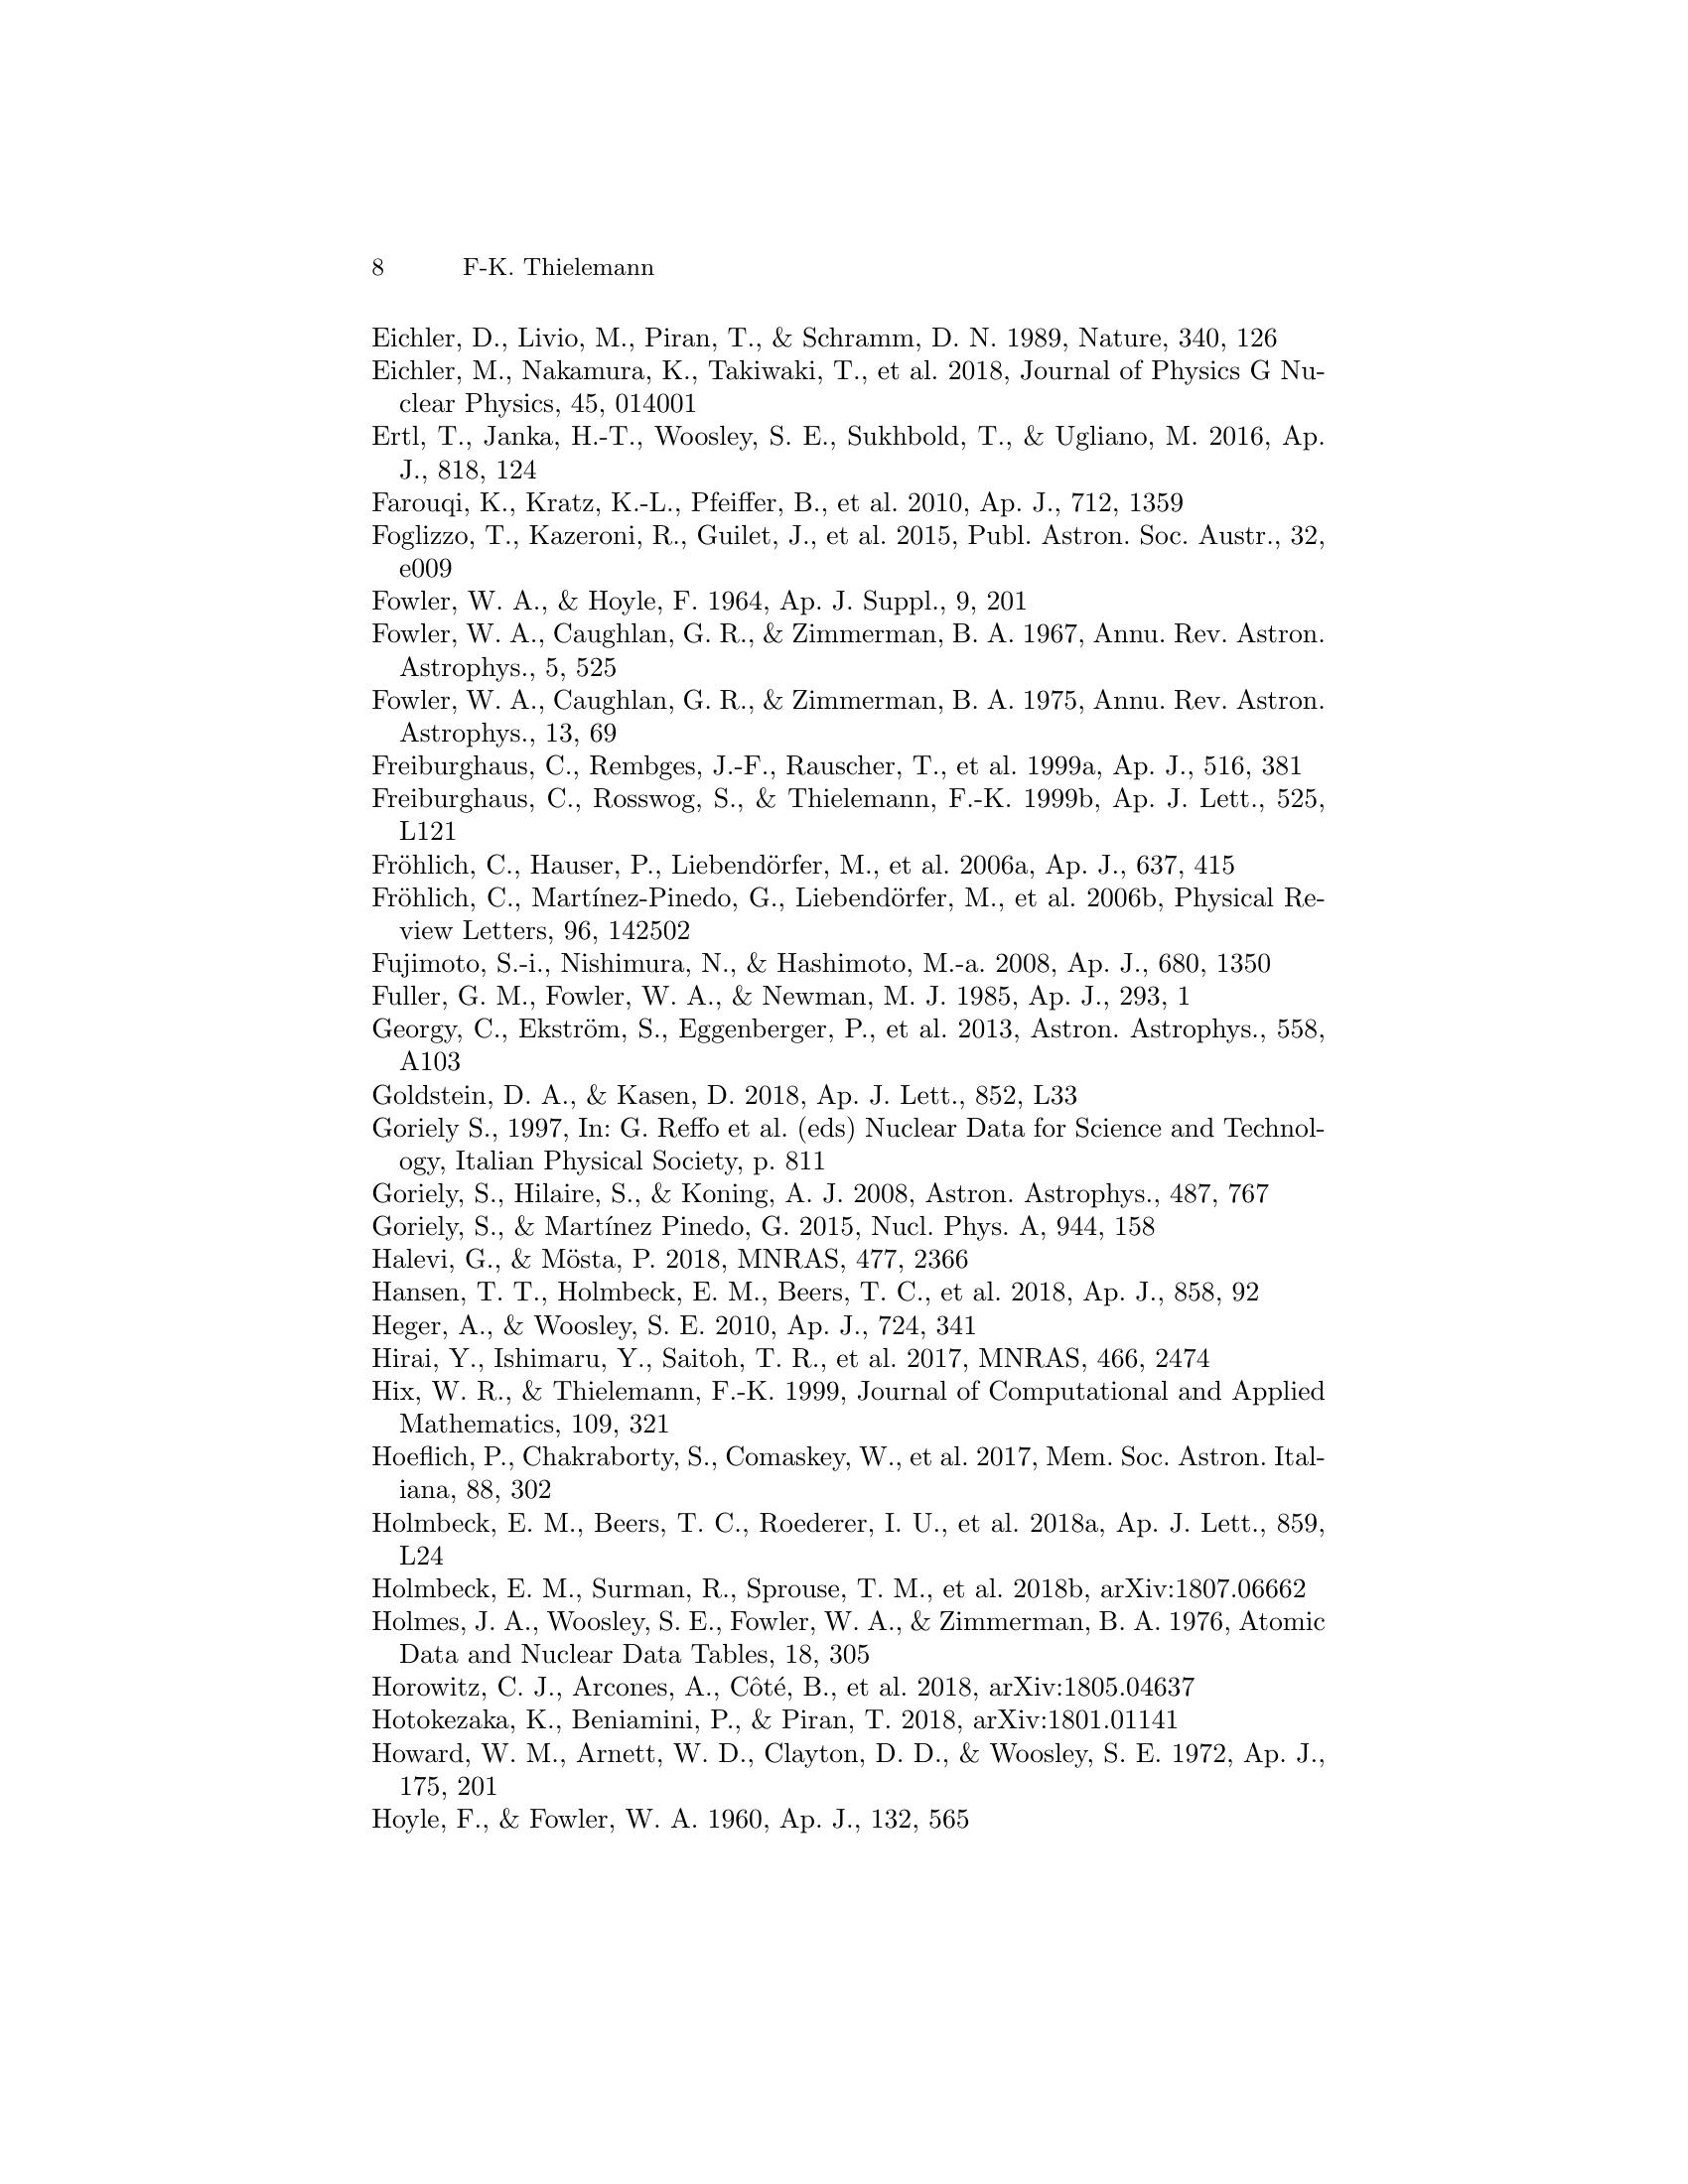 8 F-K. Thielemann
Eichler, D., Livio, M., Piran, T., & Schramm, D. N. 1989, Nature, 340, 126
Eichler, M., Nakamura, K., Takiwaki, T., et al. 2018, Journal of Physics G Nu-
clear Physics, 45, 014001
Ertl, T., Janka, H.-T., Woosley, S. E., Sukhbold, T., & Ugliano, M. 2016, Ap.
J., 818, 124
Farouqi, K., Kratz, K.-L., Pfeiffer, B., et al. 2010, Ap. J., 712, 1359
Foglizzo, T., Kazeroni, R., Guilet, J., et al. 2015, Publ. Astron. Soc. Austr., 32,
e009
Fowler, W. A., & Hoyle, F. 1964, Ap. J. Suppl., 9, 201
Fowler, W. A., Caughlan, G. R., & Zimmerman, B. A. 1967, Annu. Rev. Astron.
Astrophys., 5, 525
Fowler, W. A., Caughlan, G. R., & Zimmerman, B. A. 1975, Annu. Rev. Astron.
Astrophys., 13, 69
Freiburghaus, C., Rembges, J.-F., Rauscher, T., et al. 1999a, Ap. J., 516, 381
Freiburghaus, C., Rosswog, S., & Thielemann, F.-K. 1999b, Ap. J. Lett., 525,
L121
Fröhlich, C., Hauser, P., Liebendörfer, M., et al. 2006a, Ap. J., 637, 415
Fröhlich, C., Martínez-Pinedo, G., Liebendörfer, M., et al. 2006b, Physical Re-
view Letters, 96, 142502
Fujimoto, S.-i., Nishimura, N., & Hashimoto, M.-a. 2008, Ap. J., 680, 1350
Fuller, G. M., Fowler, W. A., & Newman, M. J. 1985, Ap. J., 293, 1
Georgy, C., Ekström, S., Eggenberger, P., et al. 2013, Astron. Astrophys., 558,
A103
Goldstein, D. A., & Kasen, D. 2018, Ap. J. Lett., 852, L33
Goriely S., 1997, In: G. Reffo et al. (eds) Nuclear Data for Science and Technol-
ogy, Italian Physical Society, p. 811
Goriely, S., Hilaire, S., & Koning, A. J. 2008, Astron. Astrophys., 487, 767
Goriely, S., & Martínez Pinedo, G. 2015, Nucl. Phys. A, 944, 158
Halevi, G., & Mösta, P. 2018, MNRAS, 477, 2366
Hansen, T. T., Holmbeck, E. M., Beers, T. C., et al. 2018, Ap. J., 858, 92
Heger, A., & Woosley, S. E. 2010, Ap. J., 724, 341
Hirai, Y., Ishimaru, Y., Saitoh, T. R., et al. 2017, MNRAS, 466, 2474
Hix, W. R., & Thielemann, F.-K. 1999, Journal of Computational and Applied
Mathematics, 109, 321
Hoeflich, P., Chakraborty, S., Comaskey, W., et al. 2017, Mem. Soc. Astron. Ital-
iana, 88, 302
Holmbeck, E. M., Beers, T. C., Roederer, I. U., et al. 2018a, Ap. J. Lett., 859,
L24
Holmbeck, E. M., Surman, R., Sprouse, T. M., et al. 2018b, arXiv:1807.06662
Holmes, J. A., Woosley, S. E., Fowler, W. A., & Zimmerman, B. A. 1976, Atomic
Data and Nuclear Data Tables, 18, 305
Horowitz, C. J., Arcones, A., Côté, B., et al. 2018, arXiv:1805.04637
Hotokezaka, K., Beniamini, P., & Piran, T. 2018, arXiv:1801.01141
Howard, W. M., Arnett, W. D., Clayton, D. D., & Woosley, S. E. 1972, Ap. J.,
175, 201
Hoyle, F., & Fowler, W. A. 1960, Ap. J., 132, 565